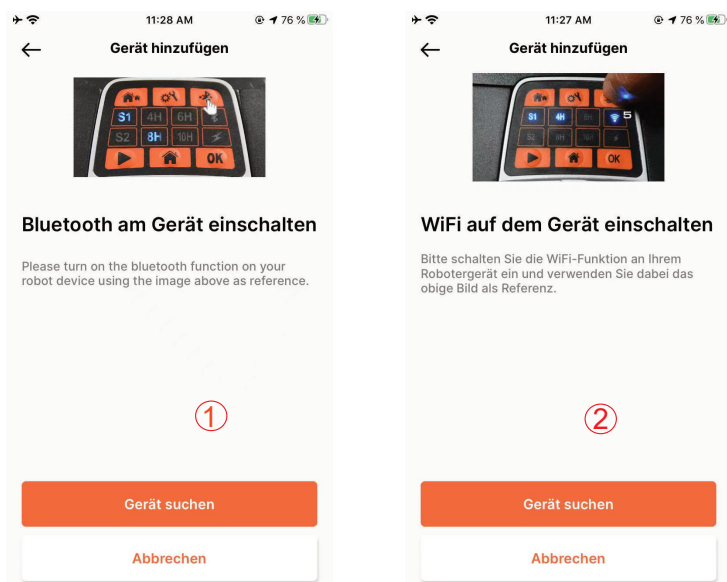 11:28 AM
76 %
Gerät hinzufügen
S1 4H 6H
S2 8H 10H
OK
Bluetooth am Gerät einschalten
Please turn on the bluetooth function on your
robot device using the image above as reference.
1
Gerät suchen
Abbrechen
11:27 AM
76 %
Gerät hinzufügen
S1 4H 5
OK
WiFi auf dem Gerät einschalten
Bitte schalten Sie die WiFi-Funktion an Ihrem
Robotergerät ein und verwenden Sie dabei das
obige Bild als Referenz.
2
Gerät suchen
Abbrechen